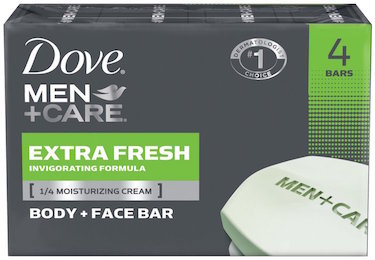 Dove
MEN
+CARE
EXTRA FRESH
INVIGORATING FORMULA
[ 1/4 MOISTURIZING CREAM ]
BODY + FACE BAR
DERMATOLOGIST
#1
CHOICE
4
BARS
MEN+CAR